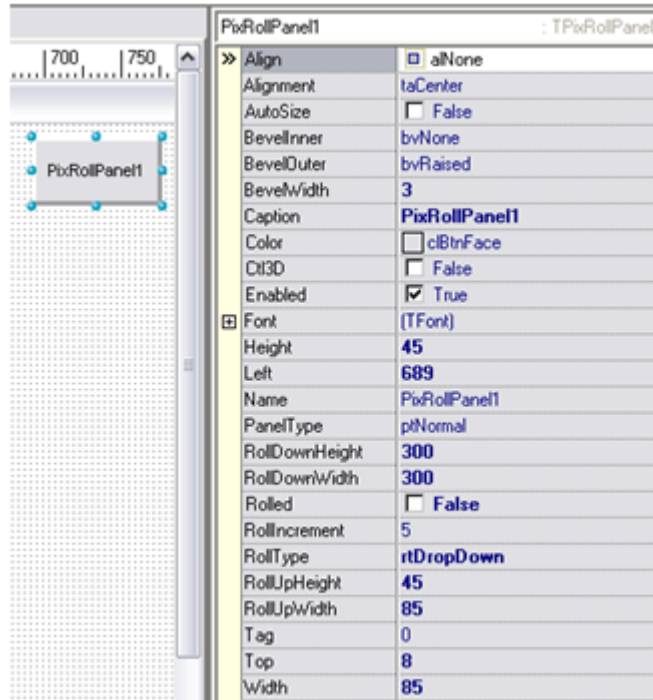 PixRollPanel1 : TPixRollPanel
700 750
PixRollPanel1
Align alNone
Alignment taCenter
AutoSize False
BevelInner bvNone
BevelOuter bvRaised
BevelWidth 3
Caption PixRollPanel1
Color clBtnFace
Ctl3D False
Enabled True
Font (TFont)
Height 45
Left 689
Name PixRollPanel1
PanelType ptNormal
RollDownHeight 300
RollDownWidth 300
Rolled False
RollIncrement 5
RollType rtDropDown
RollUpHeight 45
RollUpWidth 85
Tag 0
Top 8
Width 85